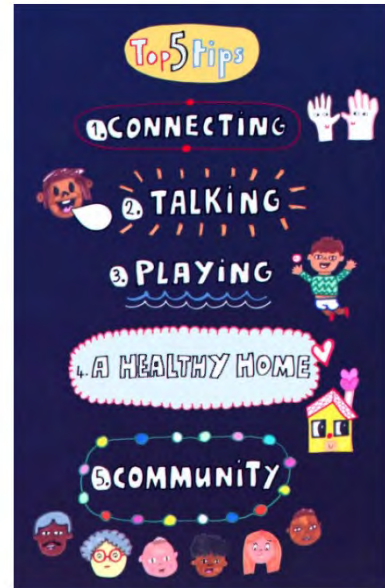 Top 5 tips
1. CONNECTING
2. TALKING
3. PLAYING
4. A HEALTHY HOME
5. COMMUNITY